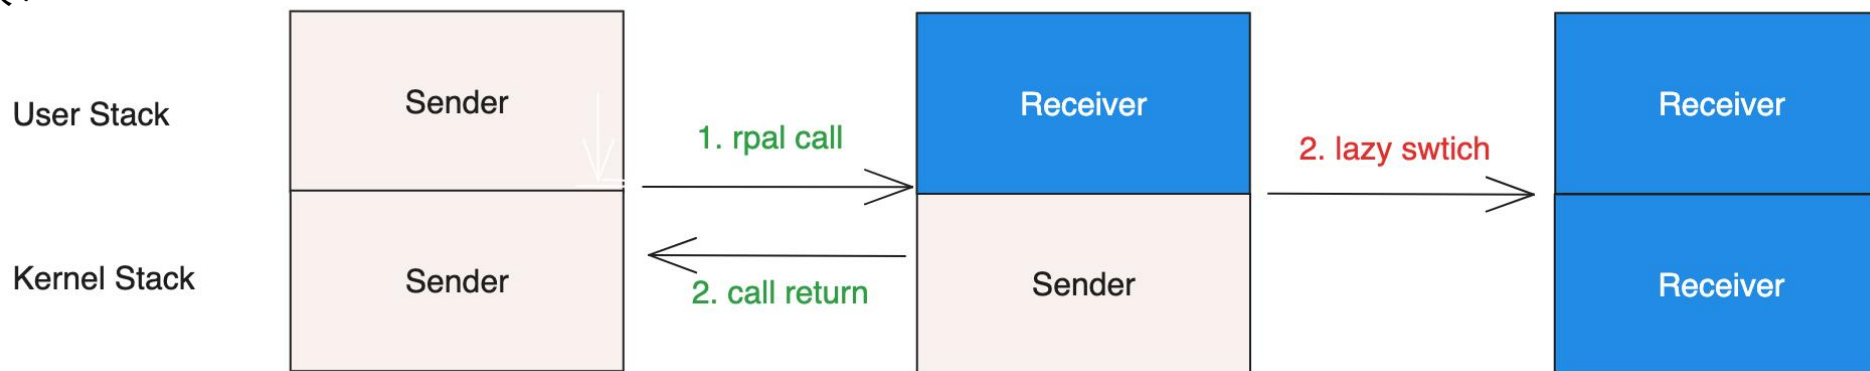 User Stack
Sender
1. rpal call
Receiver
2. lazy swtich
Receiver
Kernel Stack
Sender
2. call return
Sender
Receiver